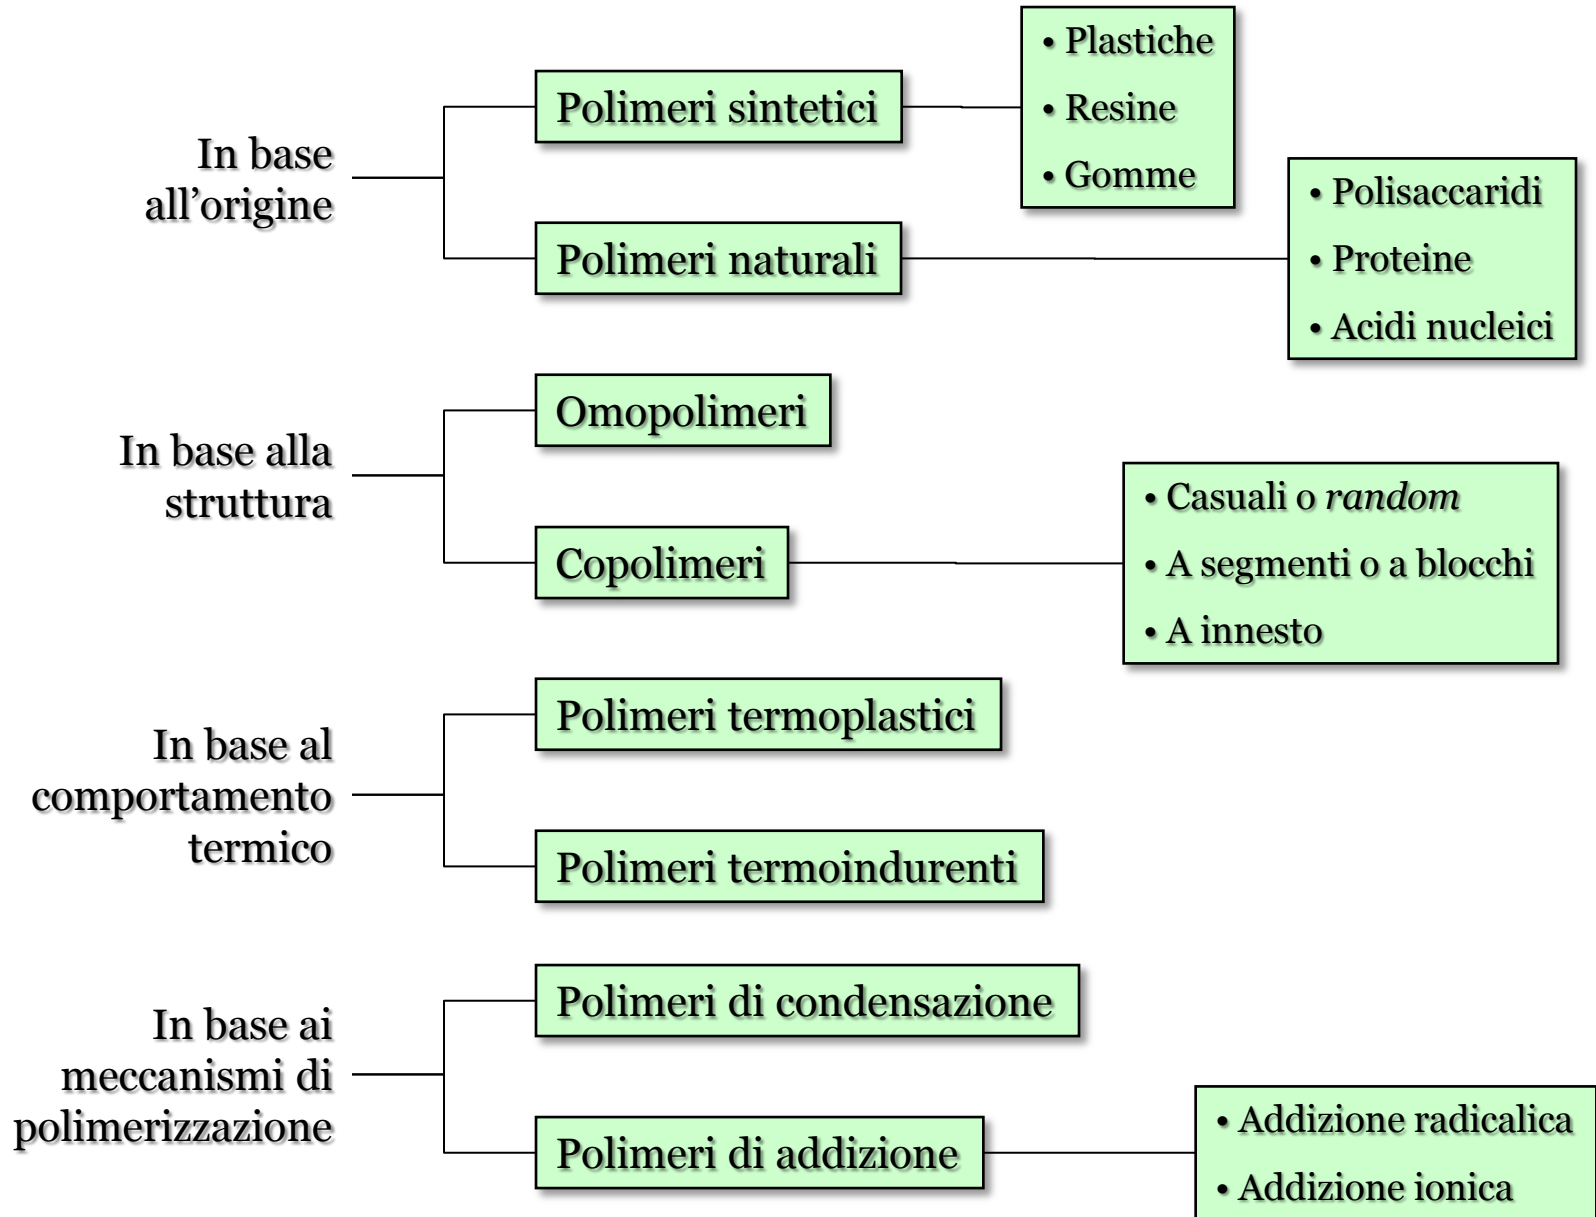 In base
all’origine
Polimeri sintetici
• Plastiche
• Resine
• Gomme
Polimeri naturali
• Polisaccaridi
• Proteine
• Acidi nucleici
In base alla
struttura
Omopolimeri
Copolimeri
• Casuali o random
• A segmenti o a blocchi
• A innesto
In base al
comportamento
termico
Polimeri termoplastici
Polimeri termoindurenti
In base ai
meccanismi di
polimerizzazione
Polimeri di condensazione
Polimeri di addizione
• Addizione radicalica
• Addizione ionica